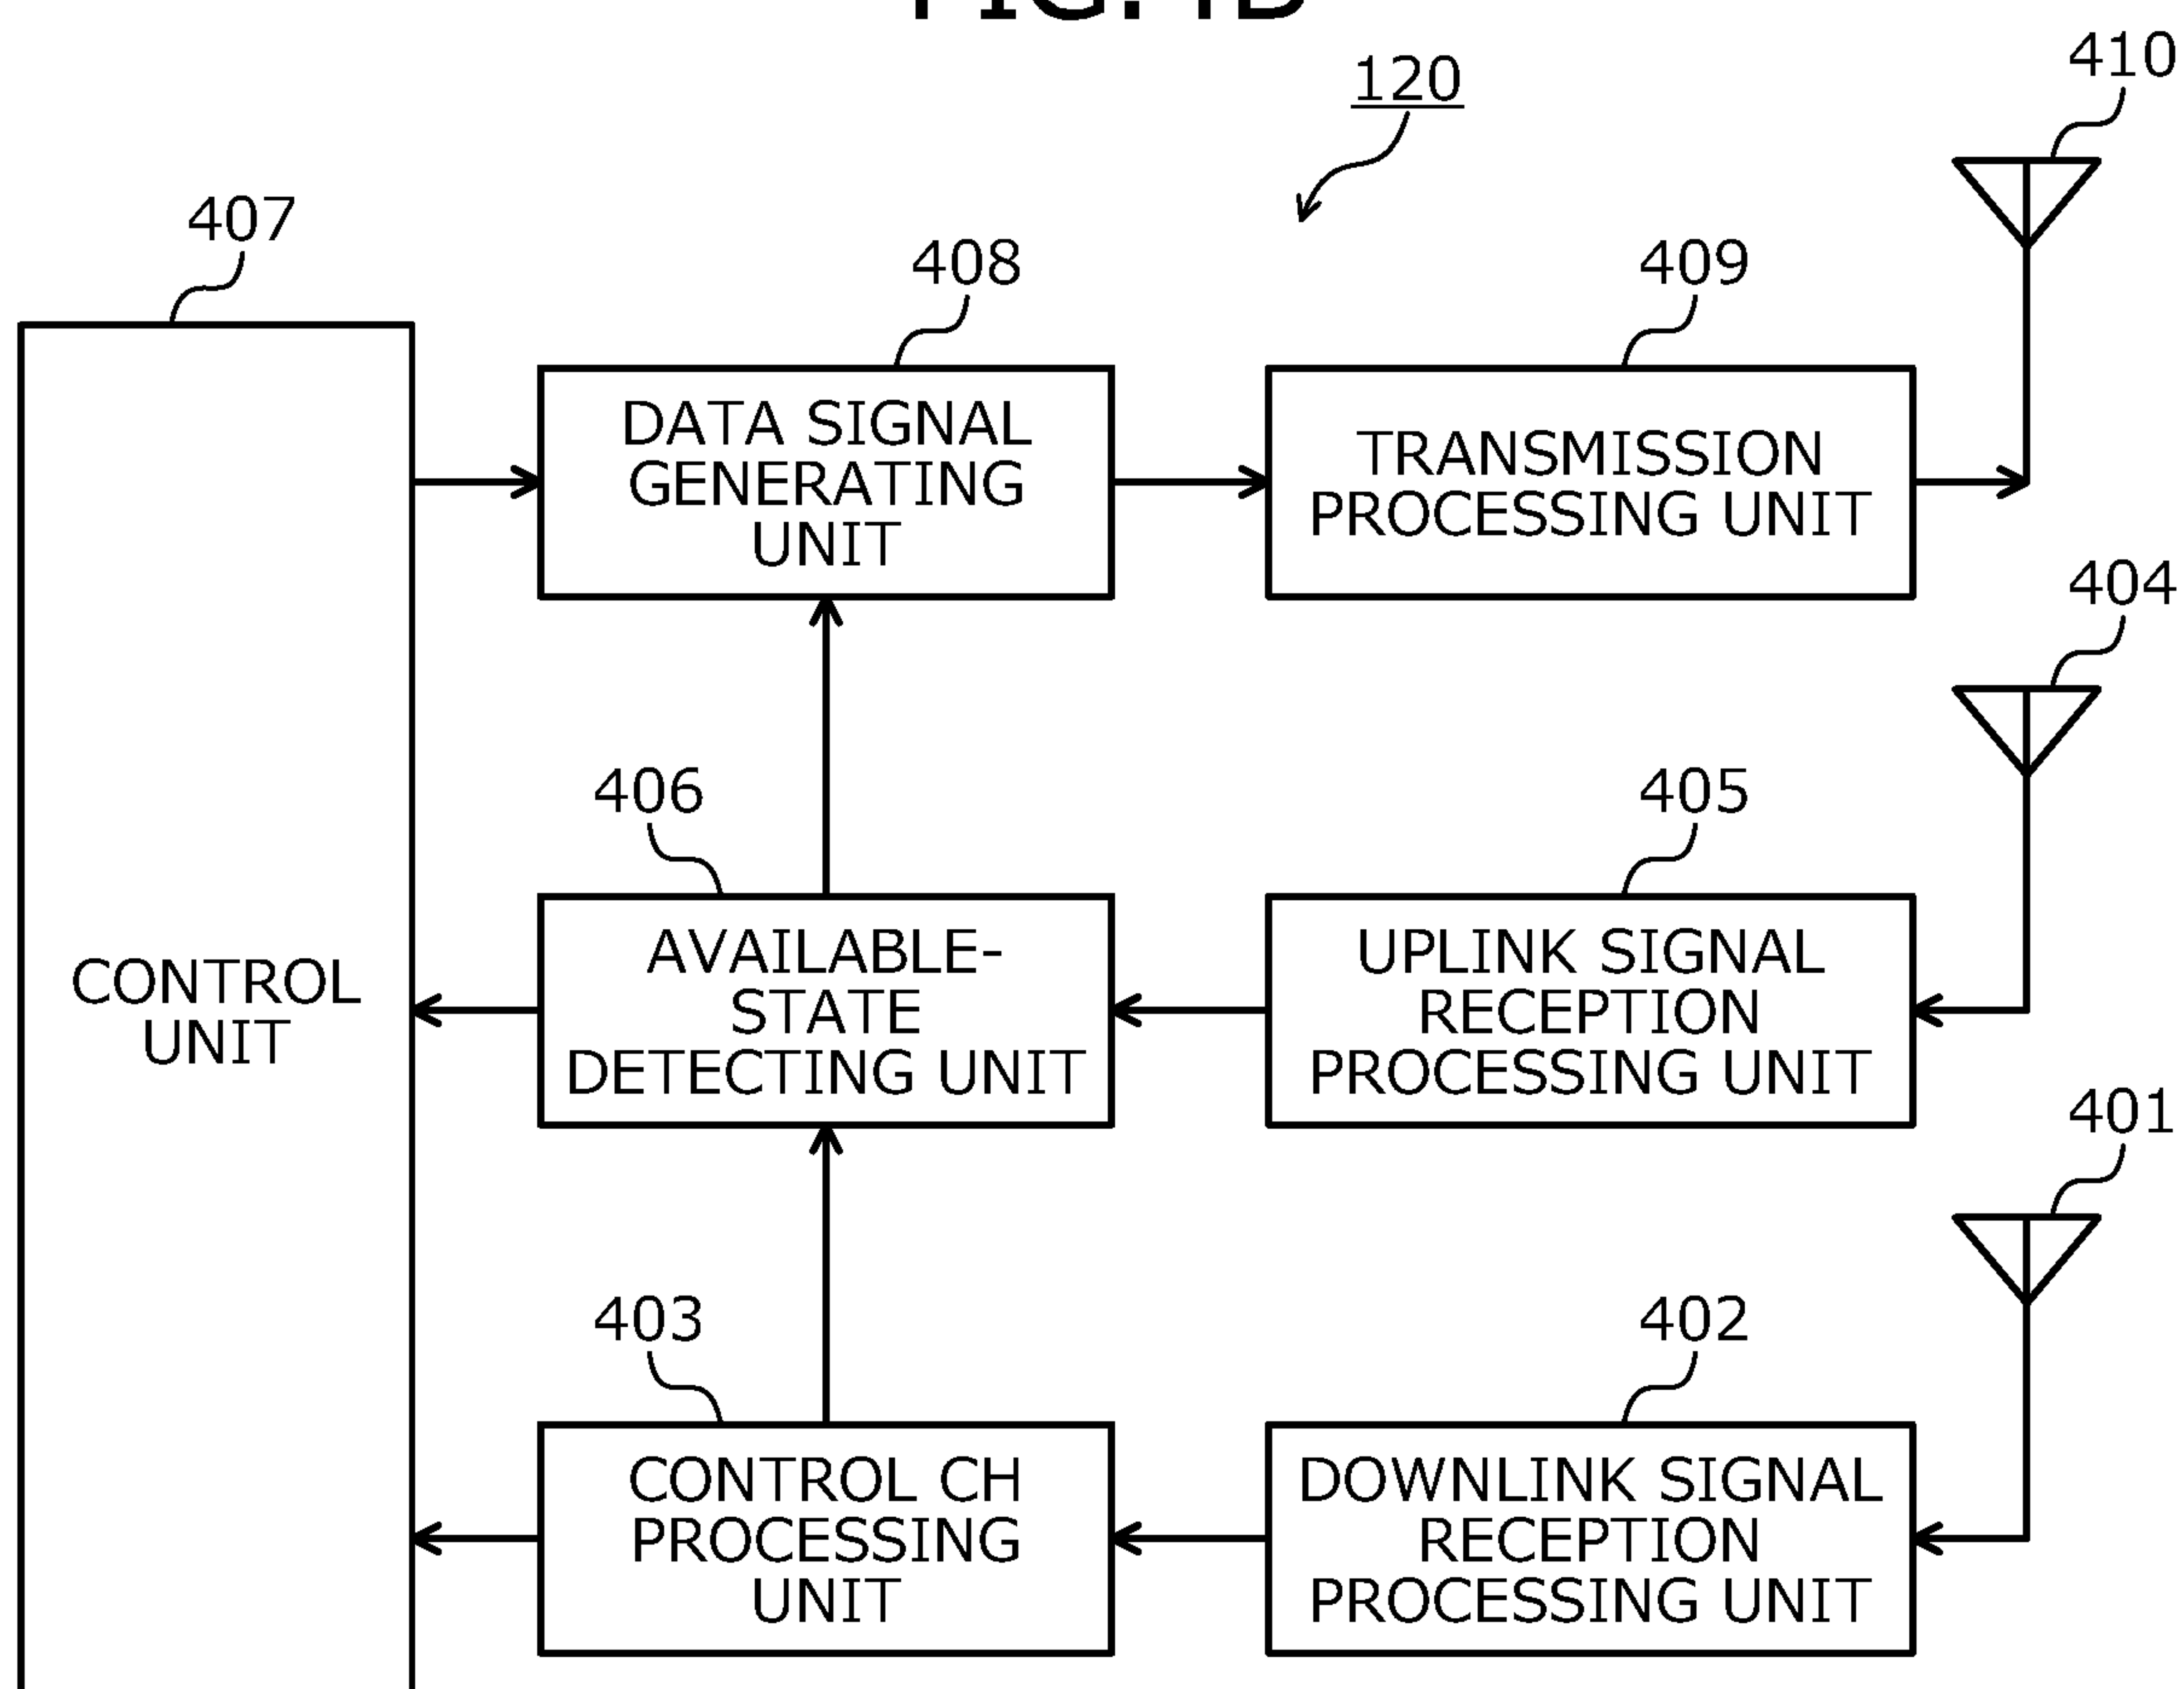 120
410
407
408
409
DATA SIGNAL
GENERATING
UNIT
TRANSMISSION
PROCESSING UNIT
404
406
405
CONTROL
UNIT
AVAILABLE-
STATE
DETECTING UNIT
UPLINK SIGNAL
RECEPTION
PROCESSING UNIT
401
403
402
CONTROL CH
PROCESSING
UNIT
DOWNLINK SIGNAL
RECEPTION
PROCESSING UNIT